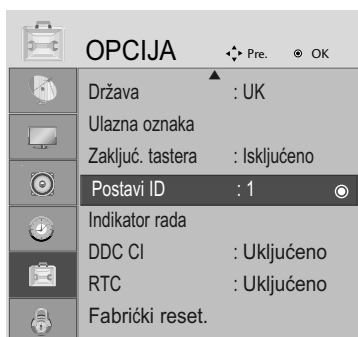 OPCIJA Pre. OK
Država : UK
Ulazna oznaka
Zaključ. tastera : Isključeno
Postavi ID : 1
Indikator rada
DDC CI : Uključeno
RTC : Uključeno
Fabrički reset.